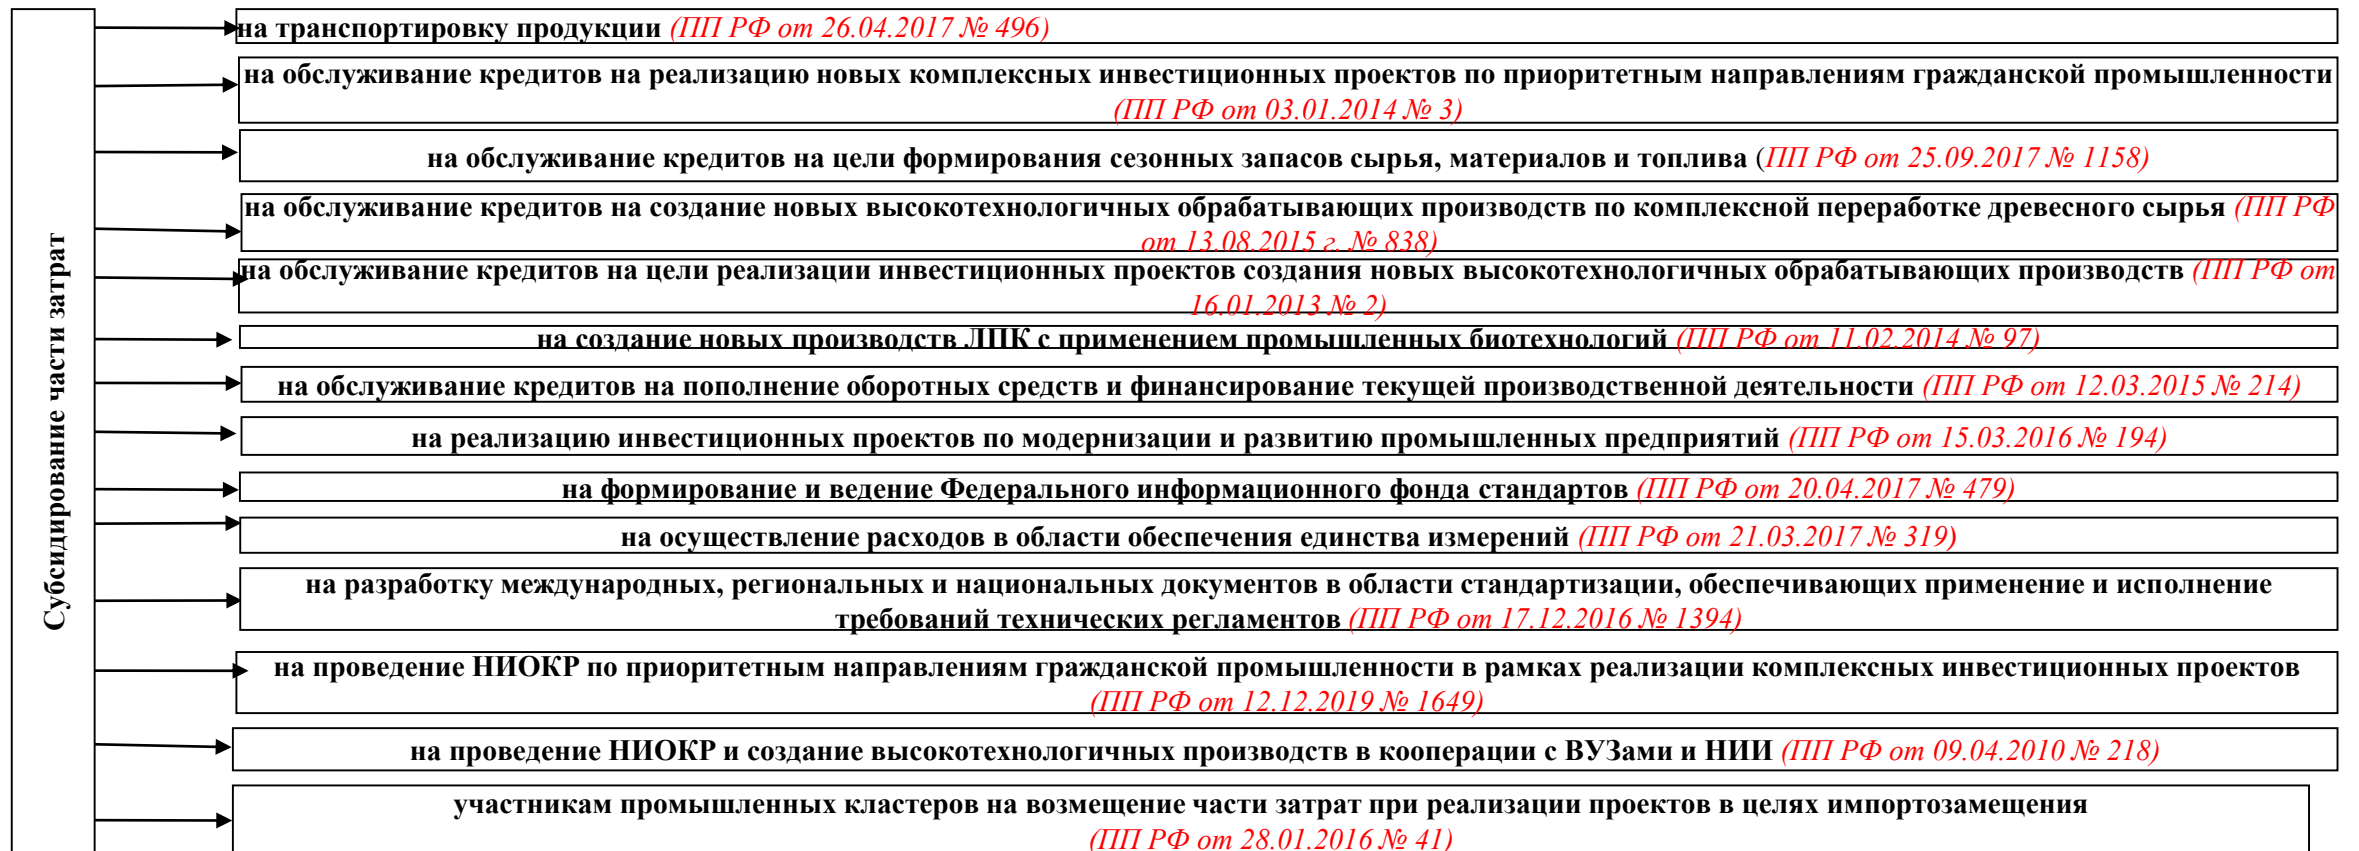 Субсидирование части затрат
на транспортировку продукции (ПП РФ от 26.04.2017 № 496)
на обслуживание кредитов на реализацию новых комплексных инвестиционных проектов по приоритетным направлениям гражданской промышленности
(ПП РФ от 03.01.2014 № 3)
на обслуживание кредитов на цели формирования сезонных запасов сырья, материалов и топлива (ПП РФ от 25.09.2017 № 1158)
на обслуживание кредитов на создание новых высокотехнологичных обрабатывающих производств по комплексной переработке древесного сырья (ПП РФ
от 13.08.2015 г. № 838)
на обслуживание кредитов на цели реализации инвестиционных проектов создания новых высокотехнологичных обрабатывающих производств (ПП РФ от
16.01.2013 № 2)
на создание новых производств ЛПК с применением промышленных биотехнологий (ПП РФ от 11.02.2014 № 97)
на обслуживание кредитов на пополнение оборотных средств и финансирование текущей производственной деятельности (ПП РФ от 12.03.2015 № 214)
на реализацию инвестиционных проектов по модернизации и развитию промышленных предприятий (ПП РФ от 15.03.2016 № 194)
на формирование и ведение Федерального информационного фонда стандартов (ПП РФ от 20.04.2017 № 479)
на осуществление расходов в области обеспечения единства измерений (ПП РФ от 21.03.2017 № 319)
на разработку международных, региональных и национальных документов в области стандартизации, обеспечивающих применение и исполнение
требований технических регламентов (ПП РФ от 17.12.2016 № 1394)
на проведение НИОКР по приоритетным направлениям гражданской промышленности в рамках реализации комплексных инвестиционных проектов
(ПП РФ от 12.12.2019 № 1649)
на проведение НИОКР и создание высокотехнологичных производств в кооперации с ВУЗами и НИИ (ПП РФ от 09.04.2010 № 218)
участникам промышленных кластеров на возмещение части затрат при реализации проектов в целях импортозамещения
(ПП РФ от 28.01.2016 № 41)